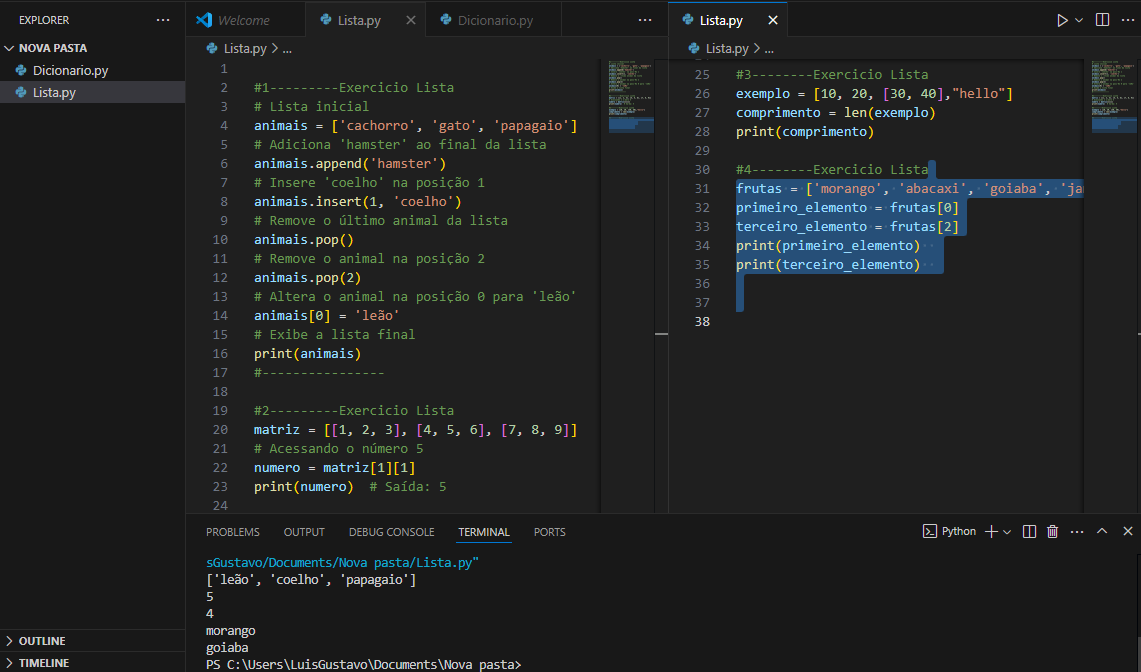 EXPLORER
NOVA PASTA
Dicionario.py
Lista.py
OUTLINE
TIMELINE
Welcome
Lista.py
Dicionario.py
Lista.py > ...
1
2 #1---------Exercicio Lista
3 # Lista inicial
4 animais = ['cachorro', 'gato', 'papagaio']
5 # Adiciona 'hamster' ao final da lista
6 animais.append('hamster')
7 # Insere 'coelho' na posição 1
8 animais.insert(1, 'coelho')
9 # Remove o último animal da lista
10 animais.pop()
11 # Remove o animal na posição 2
12 animais.pop(2)
13 # Altera o animal na posição 0 para 'leão'
14 animais[0] = 'leão'
15 # Exibe a lista final
16 print(animais)
17 #----------------
18
19 #2---------Exercicio Lista
20 matriz = [[1, 2, 3], [4, 5, 6], [7, 8, 9]]
21 # Acessando o número 5
22 numero = matriz[1][1]
23 print(numero)  # Saída: 5
24
Lista.py
Lista.py > ...
25 #3--------Exercicio Lista
26 exemplo = [10, 20, [30, 40],"hello"]
27 comprimento = len(exemplo)
28 print(comprimento)
29
30 #4--------Exercicio Lista
31 frutas = ['morango', 'abacaxi', 'goiaba',
32 primeiro_elemento = frutas[0]
33 terceiro_elemento = frutas[2]
34 print(primeiro_elemento)
35 print(terceiro_elemento)
36
37
38
PROBLEMS OUTPUT DEBUG CONSOLE TERMINAL PORTS
Python
sGustavo/Documents/Nova pasta/Lista.py"
['leão', 'coelho', 'papagaio']
5
4
morango
goiaba
PS C:\Users\LuisGustavo\Documents\Nova pasta>